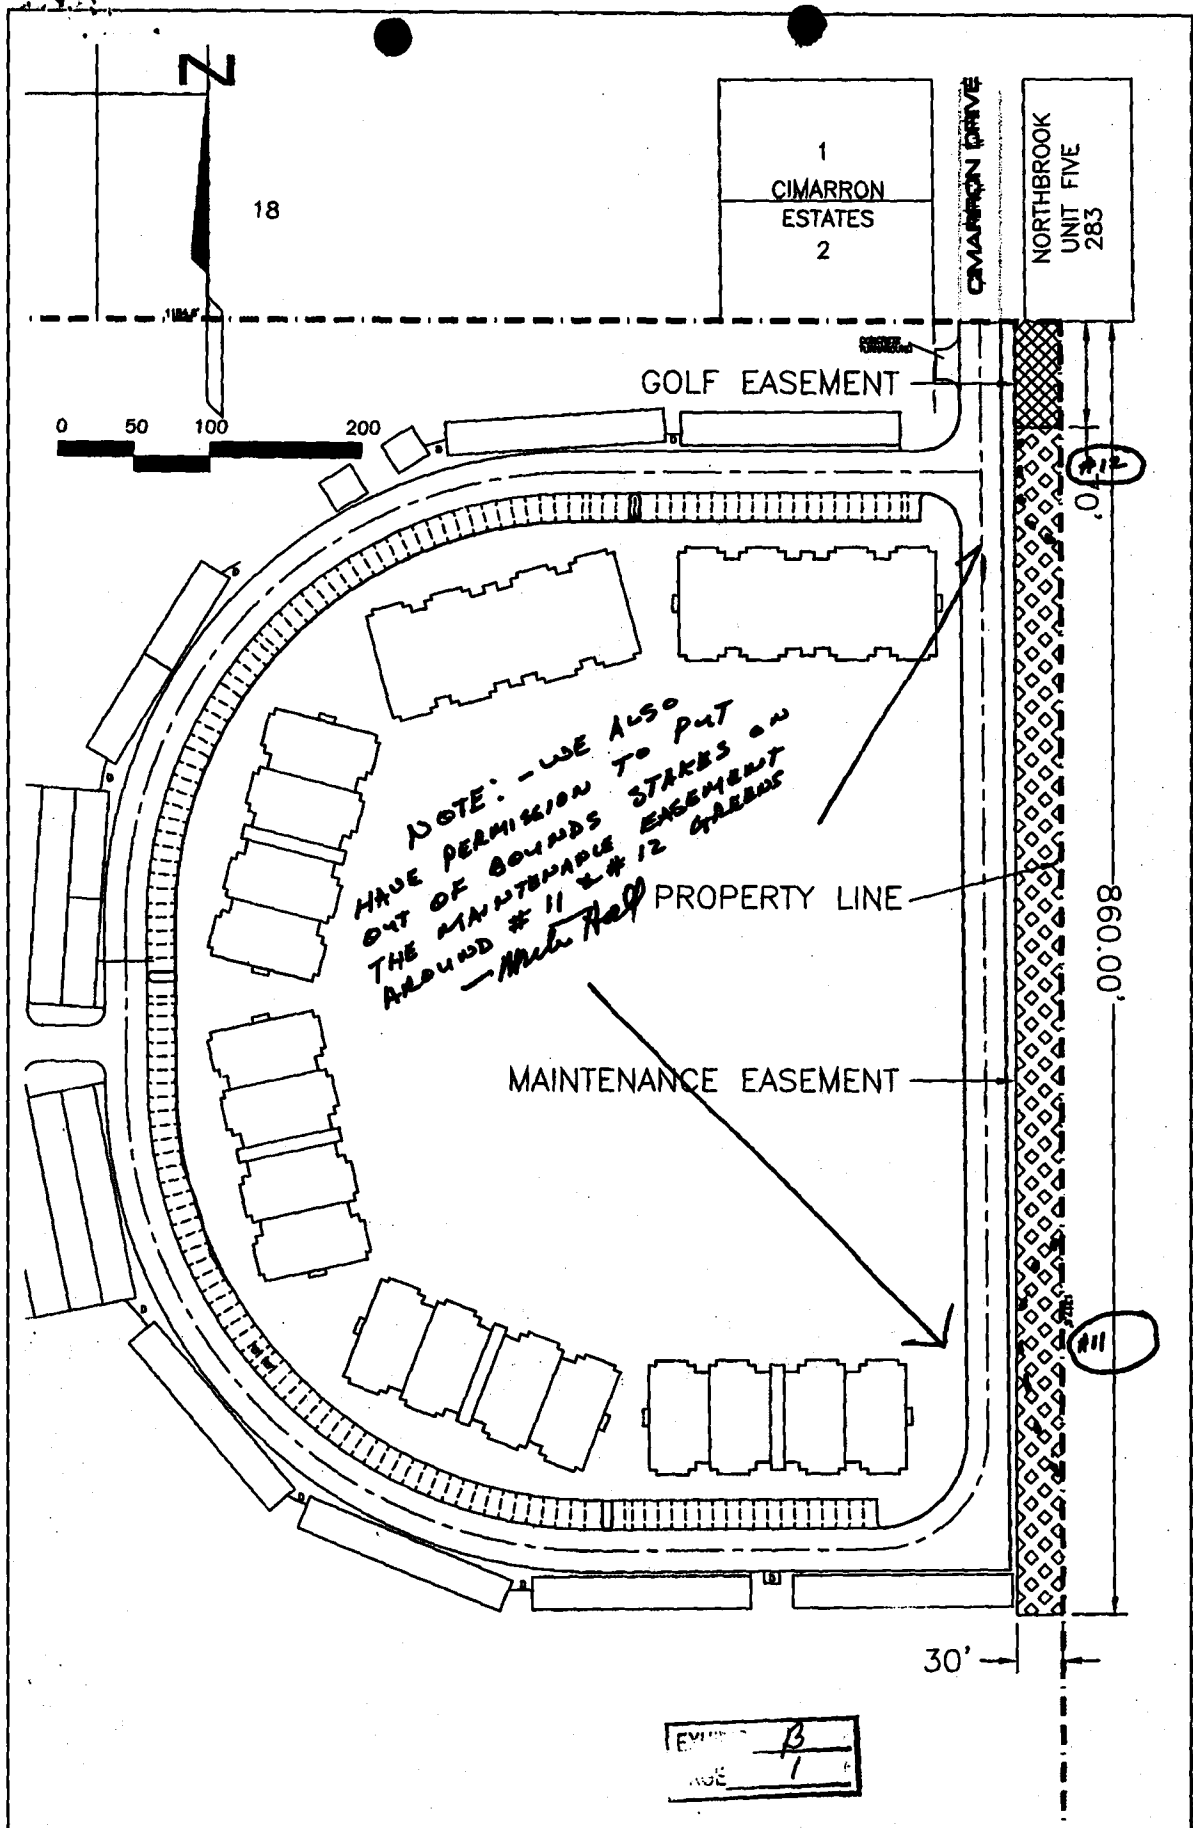 N
18
1
CIMARRON
ESTATES
2
CIMARRON DRIVE
NORTHBROOK
UNIT FIVE
283
GOLF EASEMENT
0 50 100 200
#12
NOTE: - WE ALSO
HAVE PERMISSION TO PUT
OUT OF BOUNDS STAKES ON
THE MAINTENANCE EASEMENT
AROUND #11 & #12 GREENS
PROPERTY LINE
860.00'
MAINTENANCE EASEMENT
#11
30'
B
1